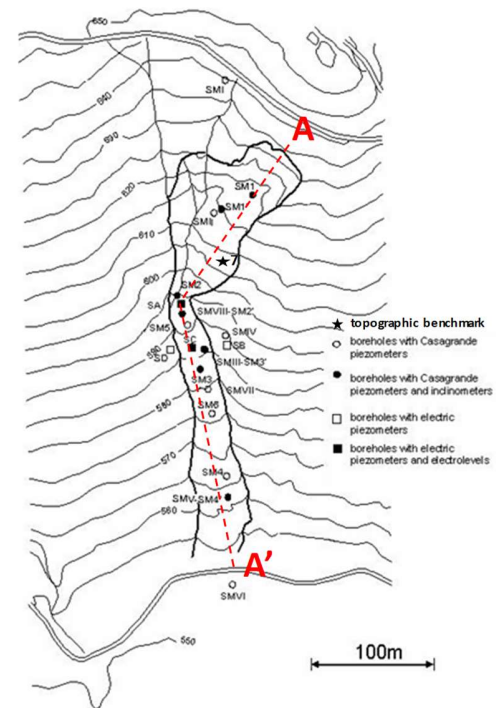 650
SMI
A
640
690
620
SM1
SM1
SMII
610
7
600
SM2
SA
SMVIII-SM2'
SM5
SMIV
SC
SB
590
SD
SMIII-SM3'
SM3
SMVII
580
SM6
570
SM4
SMV-SM4'
560
A'
SMVI
550
topographic benchmark
boreholes with Casagrande
piezometers
boreholes with Casagrande
piezometers and inclinometers
boreholes with electric
piezometers
boreholes with electric
piezometers and electrolevels
100m